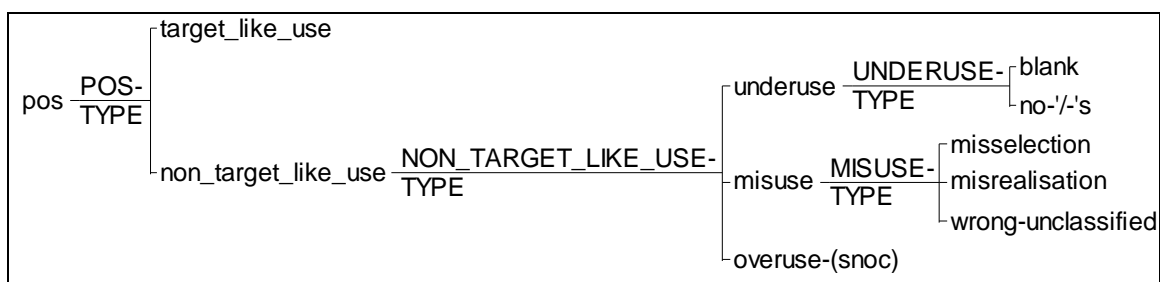 target_like_use
pos POS-TYPE
non_target_like_use NON_TARGET_LIKE_USE-TYPE
underuse UNDERUSE-TYPE
blank
no-'/-'s
misuse MISUSE-TYPE
misselection
misrealisation
wrong-unclassified
overuse-(snoc)